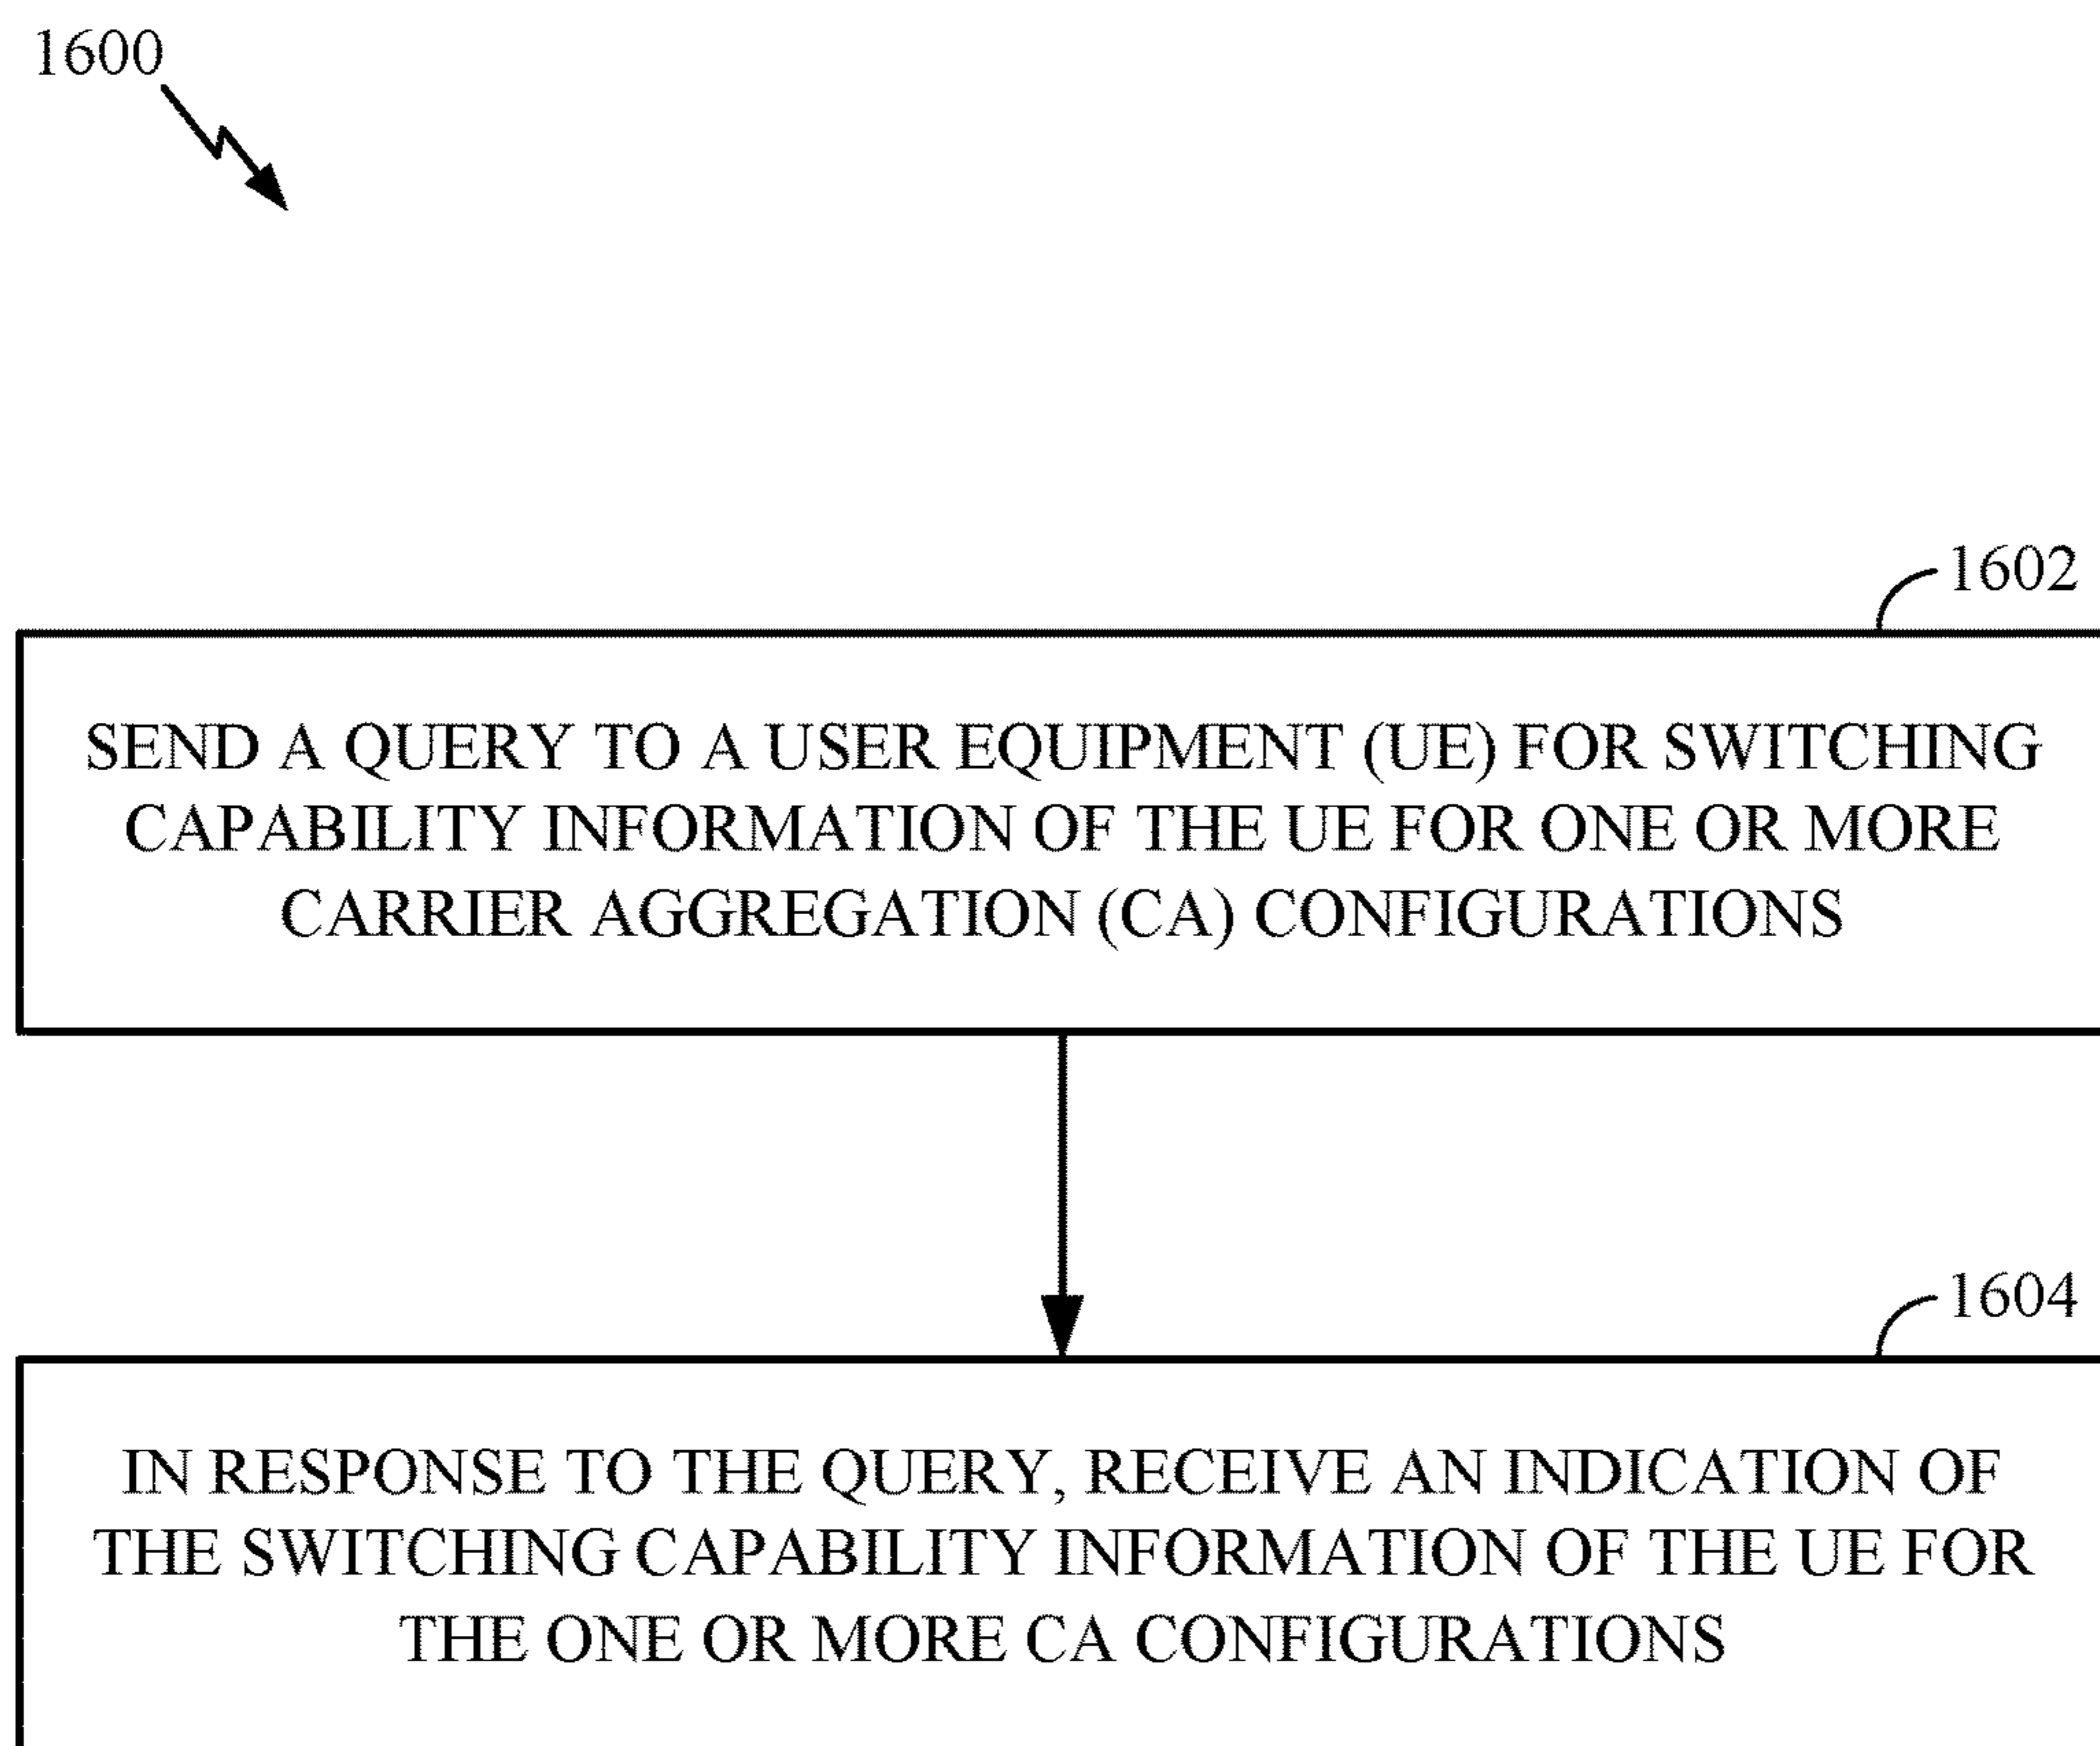 1600
1602
SEND A QUERY TO A USER EQUIPMENT (UE) FOR SWITCHING
CAPABILITY INFORMATION OF THE UE FOR ONE OR MORE
CARRIER AGGREGATION (CA) CONFIGURATIONS
1604
IN RESPONSE TO THE QUERY, RECEIVE AN INDICATION OF
THE SWITCHING CAPABILITY INFORMATION OF THE UE FOR
THE ONE OR MORE CA CONFIGURATIONS